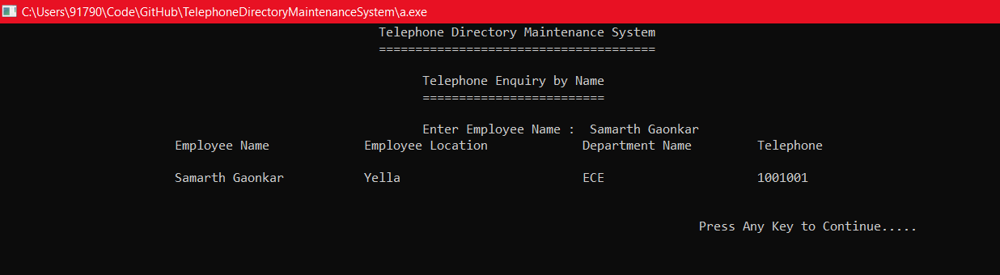 C:\Users\91790\Code\GitHub\TelephoneDirectoryMaintenanceSystem\a.exe
Telephone Directory Maintenance System
======================================
Telephone Enquiry by Name
=========================
Enter Employee Name :  Samarth Gaonkar
Employee Name Employee Location Department Name Telephone
Samarth Gaonkar Yella ECE 1001001
Press Any Key to Continue.....